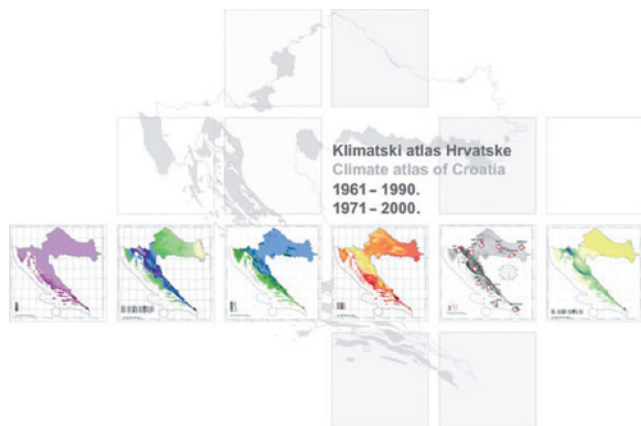 Klimatski atlas Hrvatske
Climate atlas of Croatia
1961 – 1990.
1971 – 2000.